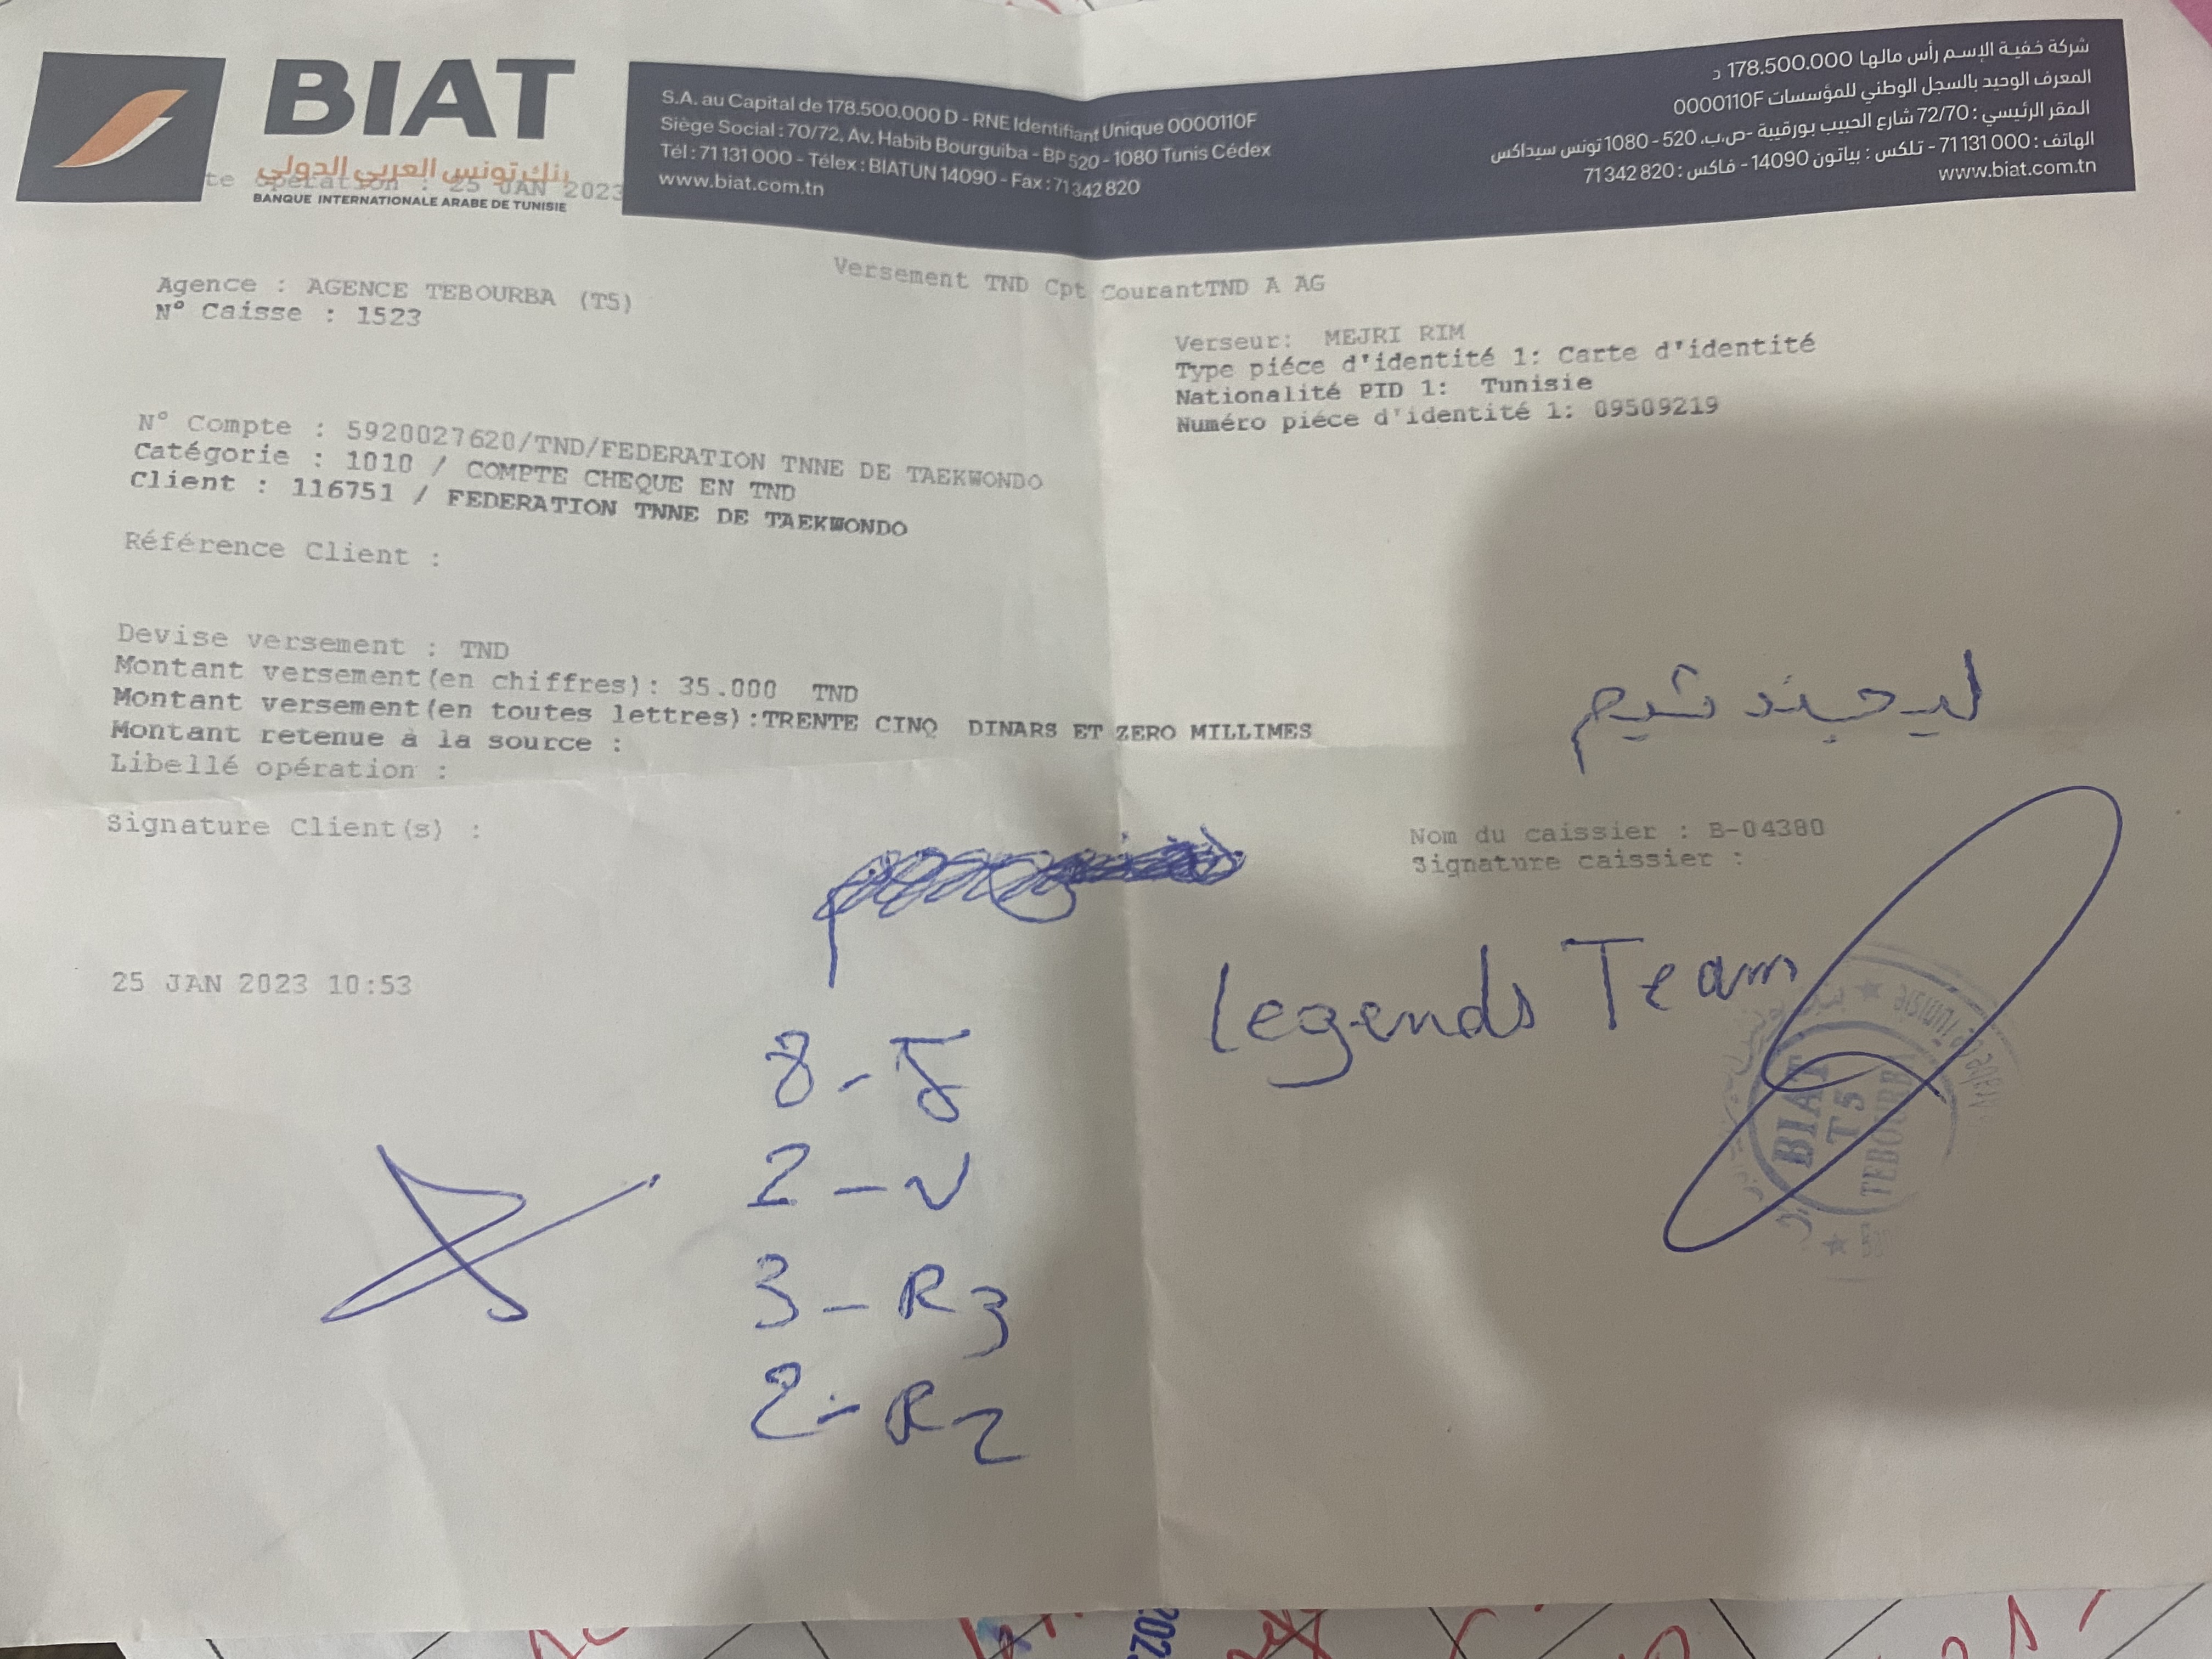 BIAT
بنك تونس العربي الدولي
te opération : 25 JAN 2023
BANQUE INTERNATIONALE ARABE DE TUNISIE
S.A. au Capital de 178.500.000 D - RNE Identifiant Unique 0000110F
Siège Social : 70/72, Av. Habib Bourguiba - BP 520 - 1080 Tunis Cédex
Tél : 71 131 000 - Télex : BIATUN 14090 - Fax : 71 342 820
www.biat.com.tn
شركة خفية الإسم رأس مالها 178.500.000 د
المعرف الوحيد بالسجل الوطني للمؤسسات 0000110F
المقر الرئيسي : 72/70 شارع الحبيب بورقيبة -ص.ب. 520 - 1080 تونس سيداكس
الهاتف : 000 131 71 - تلكس : بياتون 14090 - فاكس : 820 342 71
www.biat.com.tn
Versement TND Cpt CourantTND A AG
Agence : AGENCE TEBOURBA (T5)
N° Caisse : 1523
Verseur: MEJRI RIM
Type piéce d'identité 1: Carte d'identité
Nationalité PID 1: Tunisie
Numéro piéce d'identité 1: 09509219
N° Compte : 5920027620/TND/FEDERATION TNNE DE TAEKWONDO
Catégorie : 1010 / COMPTE CHEQUE EN TND
Client : 116751 / FEDERATION TNNE DE TAEKWONDO
Référence Client :
Devise versement : TND
Montant versement(en chiffres): 35.000 TND
Montant versement(en toutes lettres):TRENTE CINQ DINARS ET ZERO MILLIMES
Montant retenue à la source :
Libellé opération :
ليجند تيم
Signature Client(s) :
Nom du caissier : B-04380
Signature caissier :
25 JAN 2023 10:53
Legends Team
8 -
2 -
3 - R3
2 - R2
BIAT
T5
TEBOURBA